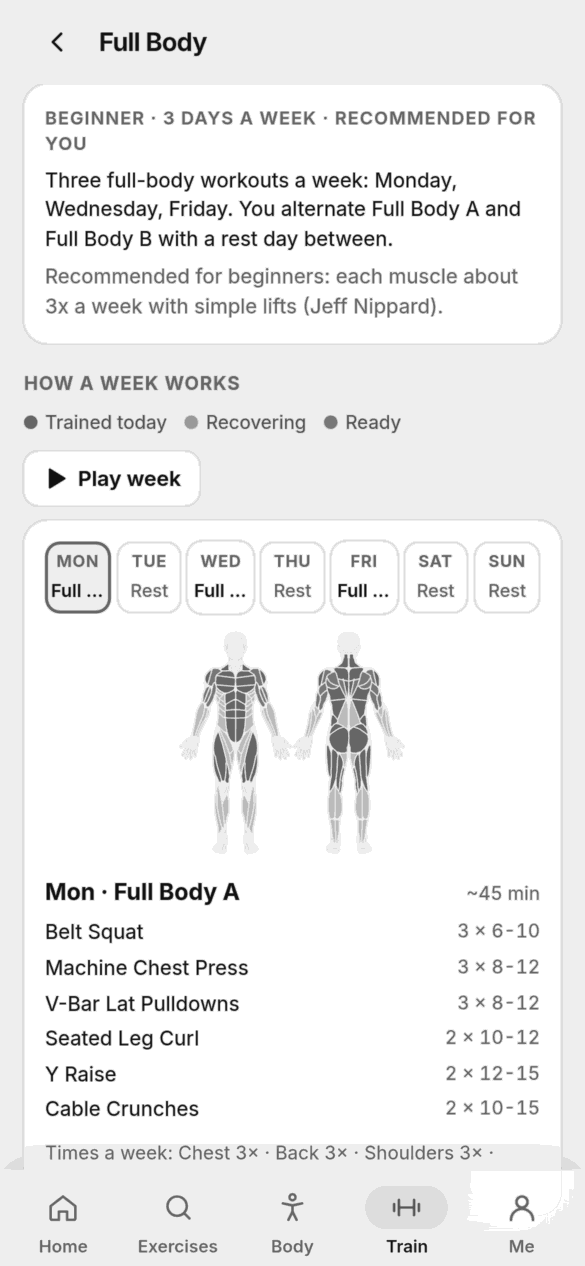 Full Body
BEGINNER · 3 DAYS A WEEK · RECOMMENDED FOR
YOU
Three full-body workouts a week: Monday,
Wednesday, Friday. You alternate Full Body A and
Full Body B with a rest day between.
Recommended for beginners: each muscle about
3x a week with simple lifts (Jeff Nippard).
HOW A WEEK WORKS
Trained today Recovering Ready
Play week
MON TUE WED THU FRI SAT SUN
Full ... Rest Full ... Rest Full ... Rest Rest
Mon · Full Body A ~45 min
Belt Squat 3 × 6-10
Machine Chest Press 3 × 8-12
V-Bar Lat Pulldowns 3 × 8-12
Seated Leg Curl 2 × 10-12
Y Raise 2 × 12-15
Cable Crunches 2 × 10-15
Times a week: Chest 3× · Back 3× · Shoulders 3× ·
Home Exercises Body Train Me